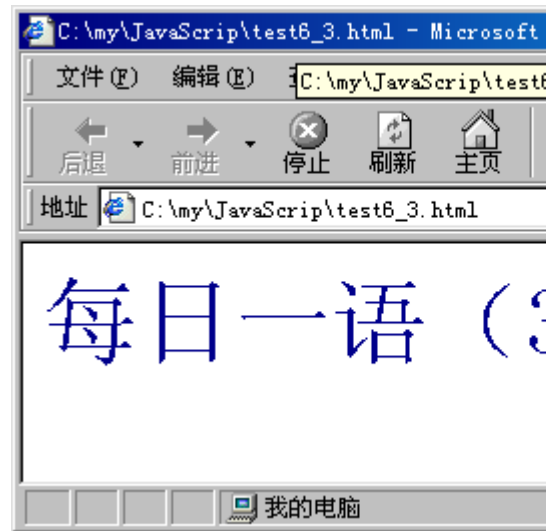 C:\my\JavaScrip\test6_3.html - Microsoft
文件(F) 编辑(E)
C:\my\JavaScrip\test6
后退 前进 停止 刷新 主页
地址 C:\my\JavaScrip\test6_3.html
每日一语（3
我的电脑